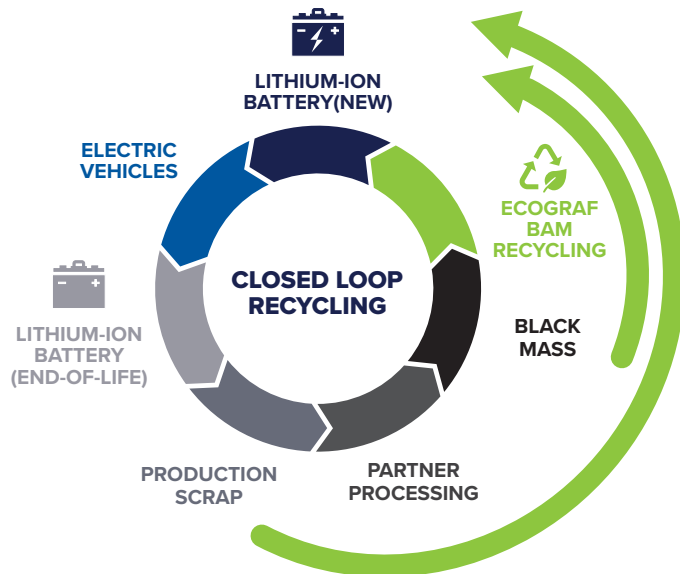 LITHIUM-ION
BATTERY(NEW)
ELECTRIC
VEHICLES
ECOGRAF
BAM
RECYCLING
CLOSED LOOP
RECYCLING
BLACK
MASS
LITHIUM-ION
BATTERY
(END-OF-LIFE)
PRODUCTION
SCRAP
PARTNER
PROCESSING